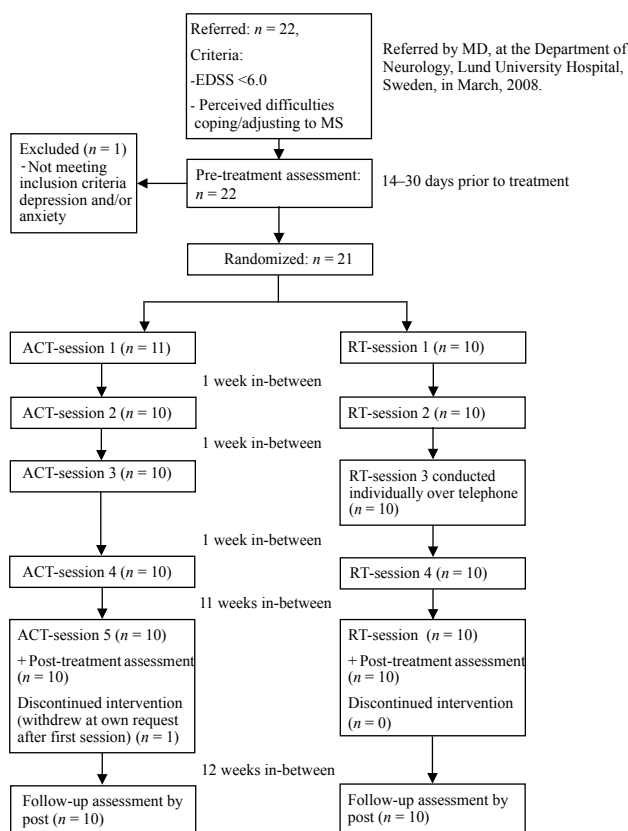 Referred: n = 22,
Criteria:
-EDSS <6.0
- Perceived difficulties
coping/adjusting to MS
Referred by MD, at the Department of
Neurology, Lund University Hospital,
Sweden, in March, 2008.
Excluded (n = 1)
- Not meeting
inclusion criteria
depression and/or
anxiety
Pre-treatment assessment:
n = 22
14–30 days prior to treatment
Randomized: n = 21
ACT-session 1 (n = 11)
RT-session 1 (n = 10)
1 week in-between
ACT-session 2 (n = 10)
RT-session 2 (n = 10)
1 week in-between
ACT-session 3 (n = 10)
RT-session 3 conducted
individually over telephone
(n = 10)
1 week in-between
ACT-session 4 (n = 10)
RT-session 4 (n = 10)
11 weeks in-between
ACT-session 5 (n = 10)
+ Post-treatment assessment
(n = 10)
Discontinued intervention
(withdrew at own request
after first session) (n = 1)
RT-session (n = 10)
+ Post-treatment assessment
(n = 10)
Discontinued intervention
(n = 0)
12 weeks in-between
Follow-up assessment by
post (n = 10)
Follow-up assessment by
post (n = 10)